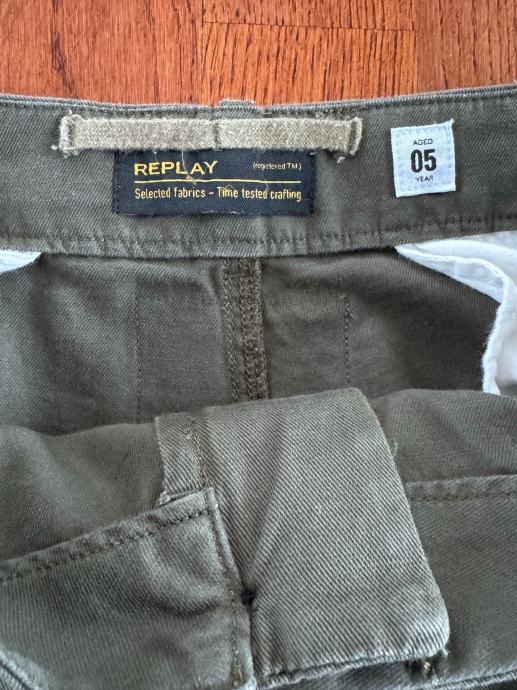 REPLAY (registered TM)
Selected fabrics - Time tested crafting
AGED
05
YEAR